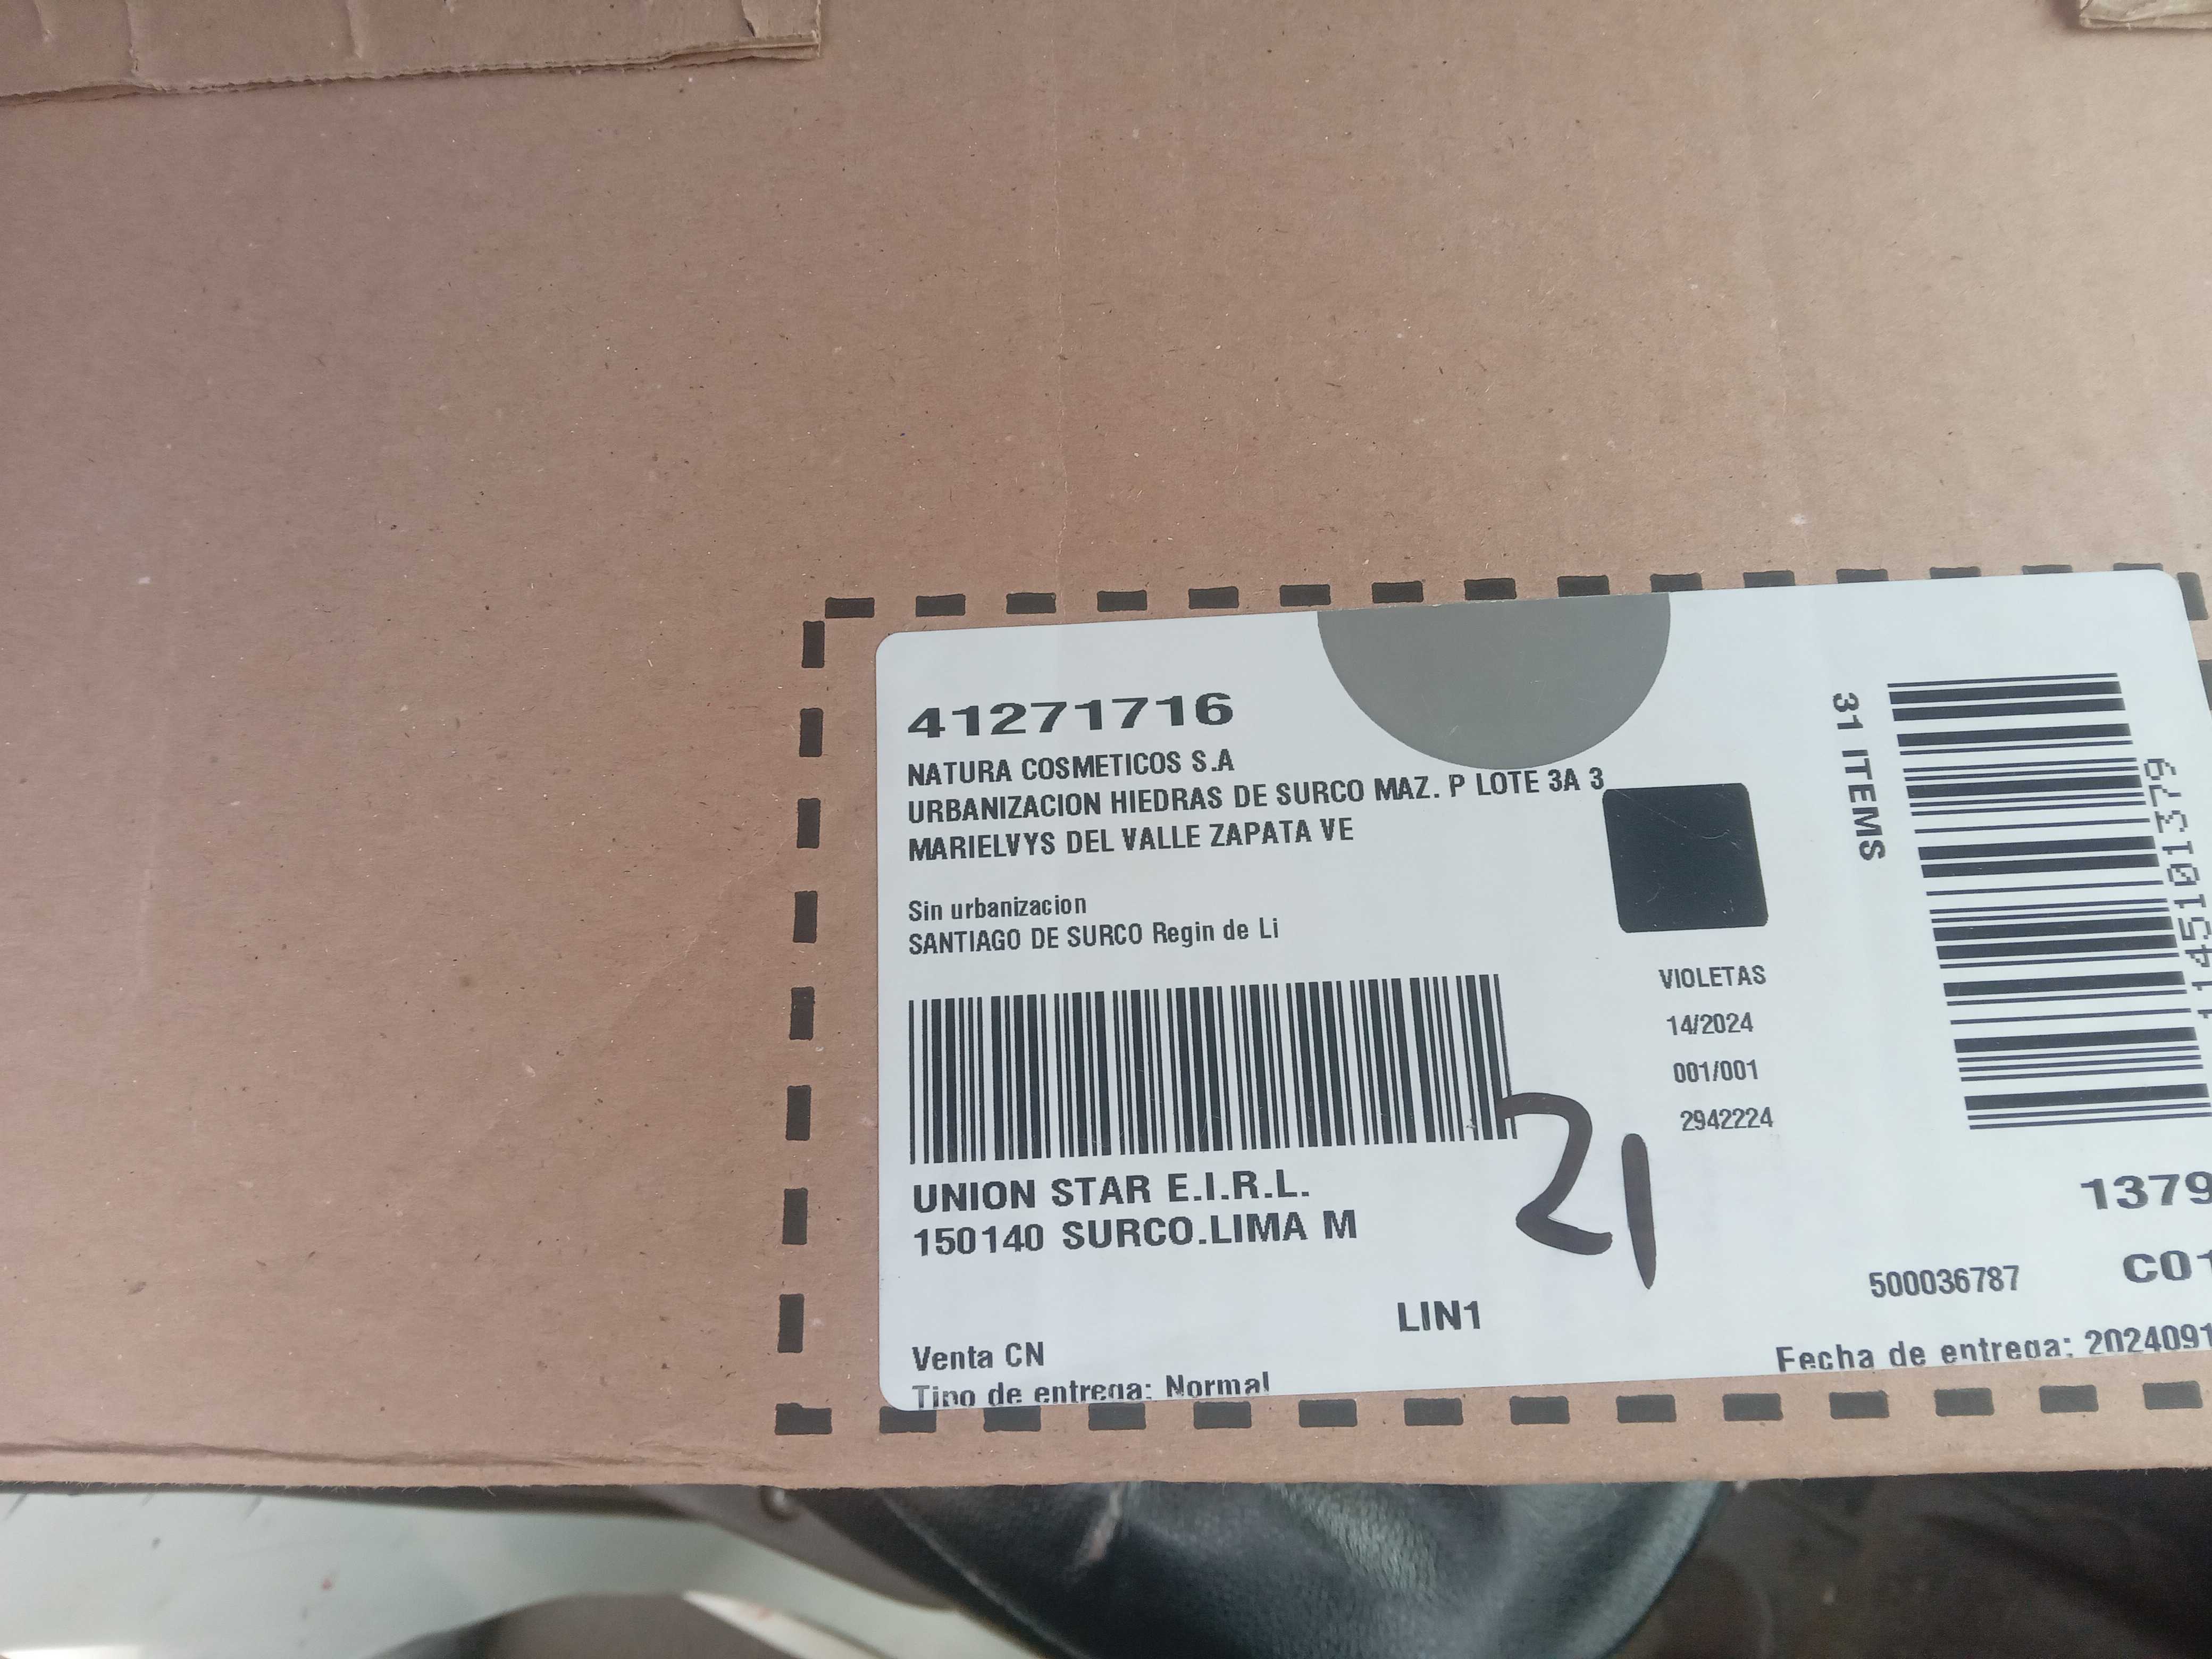 41271716
NATURA COSMETICOS S.A
URBANIZACION HIEDRAS DE SURCO MAZ. P LOTE 3A 3
MARIELVYS DEL VALLE ZAPATA VE
Sin urbanizacion
SANTIAGO DE SURCO Regin de Li
UNION STAR E.I.R.L.
150140 SURCO.LIMA M
LIN1
Venta CN
Tipo de entrega: Normal
VIOLETAS
14/2024
001/001
2942224
21
31 ITEMS
1379
C01
500036787
Fecha de entrega: 2024091